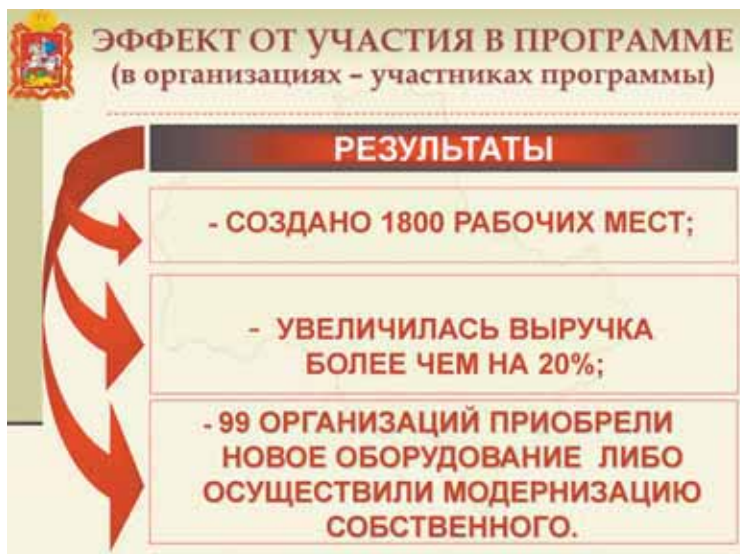 ЭФФЕКТ ОТ УЧАСТИЯ В ПРОГРАММЕ
(в организациях – участниках программы)
РЕЗУЛЬТАТЫ
- СОЗДАНО 1800 РАБОЧИХ МЕСТ;
- УВЕЛИЧИЛАСЬ ВЫРУЧКА
БОЛЕЕ ЧЕМ НА 20%;
- 99 ОРГАНИЗАЦИЙ ПРИОБРЕЛИ
НОВОЕ ОБОРУДОВАНИЕ ЛИБО
ОСУЩЕСТВИЛИ МОДЕРНИЗАЦИЮ
СОБСТВЕННОГО.